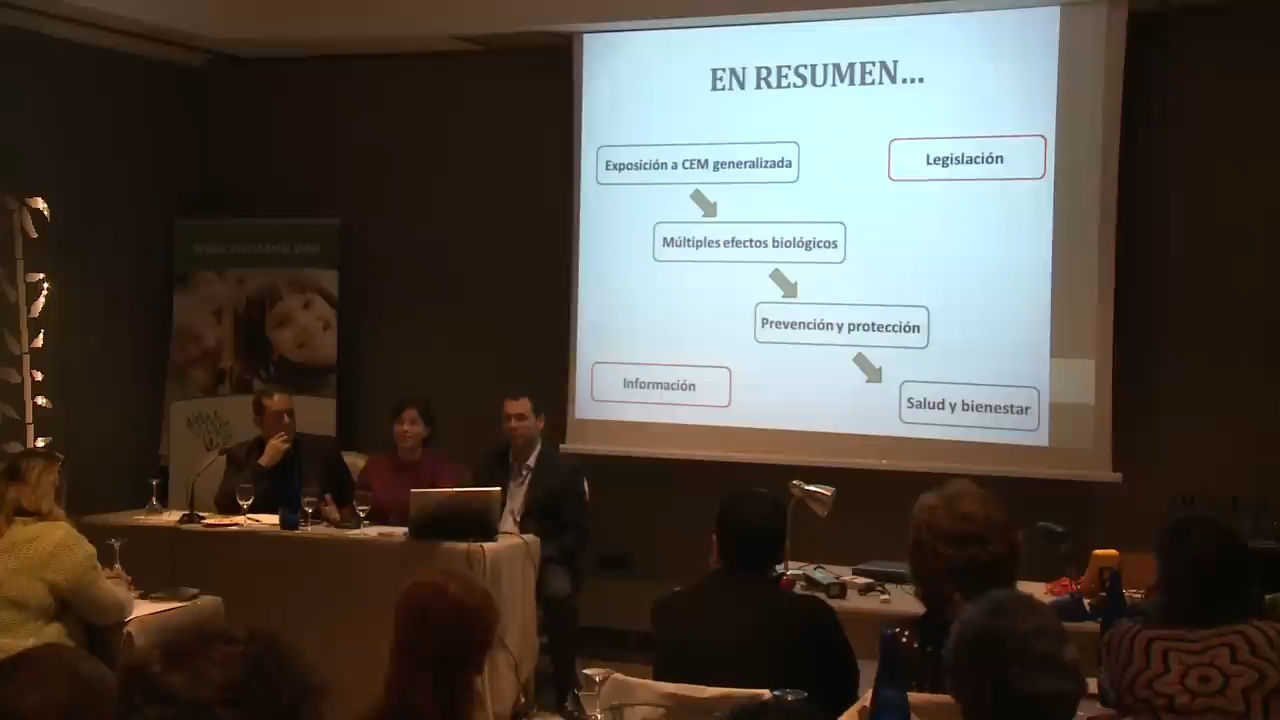 EN RESUMEN...
Exposición a CEM generalizada
Legislación
Múltiples efectos biológicos
Prevención y protección
Información
Salud y bienestar